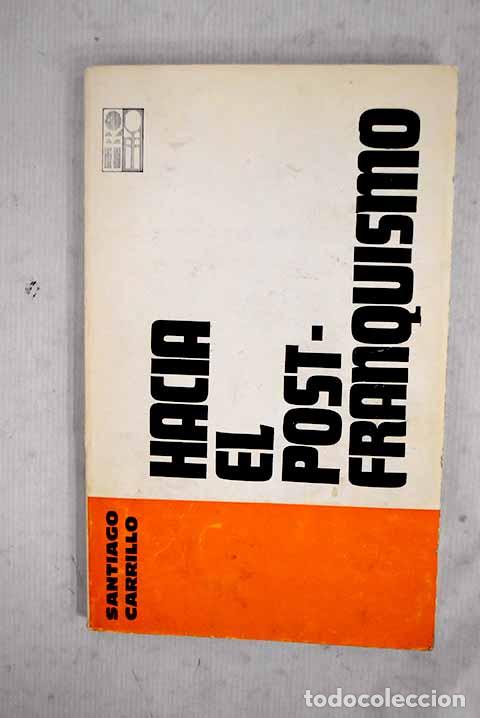 HACIA
EL
POST-
FRANQUISMO
SANTIAGO
CARRILLO
todocoleccion